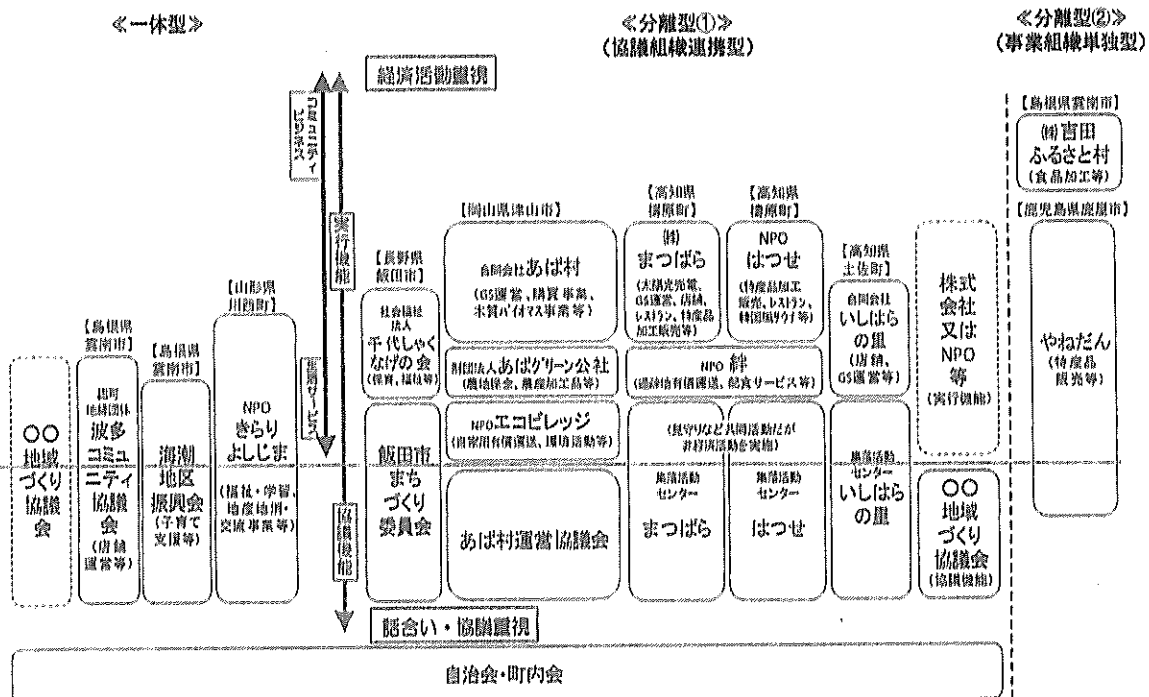 ≪一体型≫
≪分離型①≫
(協議組織連携型)
≪分離型②≫
(事業組織単独型)
経済活動重視
コミュニティ
ビジネス
実行機能
生活サービス
協議機能
話合い・協議重視
〇〇
地域
づくり
協議
会
【島根県
雲南市】
認可
地縁団体
波多
コミュ
ニティ
協議
会
(店舗
運営等)
【島根県
雲南市】
海潮
地区
振興会
(子育て
支援等)
【山形県
川西町】
NPO
きらり
よしじま
(福祉・学習、
地産地消・
交流事業等)
【長野県
飯田市】
社会福祉
法人
千代しゃく
なげの会
(保育、福祉等)
飯田市
まち
づくり
委員会
【岡山県津山市】
合同会社あば村
(GS運営、購買事業、
木質バイオマス事業等)
財団法人あばグリーン公社
(農地保全、農産加工品等)
NPOエコビレッジ
(自家用有償運送、環境活動等)
あば村運営協議会
【高知県
梼原町】
(株)
まつばら
(太陽光売電、
GS運営、店舗、
レストラン、特産品
加工販売等)
【高知県
梼原町】
NPO
はつせ
(特産品加工
販売、レストラン、
韓国風サウナ等)
NPO 絆
(過疎地有償運送、配食サービス等)
(見守りなど共同活動だが
非経済活動を実施)
集落活動
センター
まつばら
集落活動
センター
はつせ
【高知県
土佐町】
合同会社
いしはら
の里
(店舗、
GS運営等)
集落活動
センター
いしはら
の里
株式
会社
又は
NPO
等
(実行機能)
〇〇
地域
づくり
協議会
(協議機能)
【島根県雲南市】
(株)吉田
ふるさと村
(食品加工等)
【鹿児島県鹿屋市】
やねだん
(特産品
販売等)
自治会・町内会